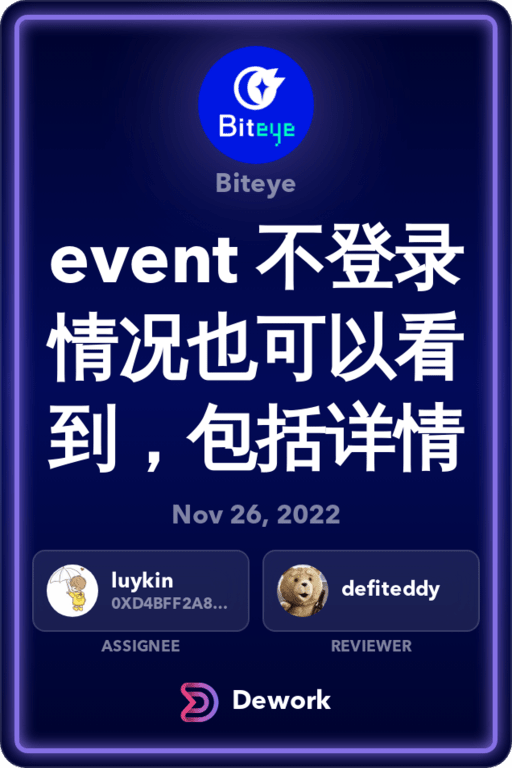 Biteye
Biteye
event 不登录
情况也可以看
到，包括详情
Nov 26, 2022
luykin
0XD4BFF2A8...
defiteddy
ASSIGNEE
REVIEWER
Dework